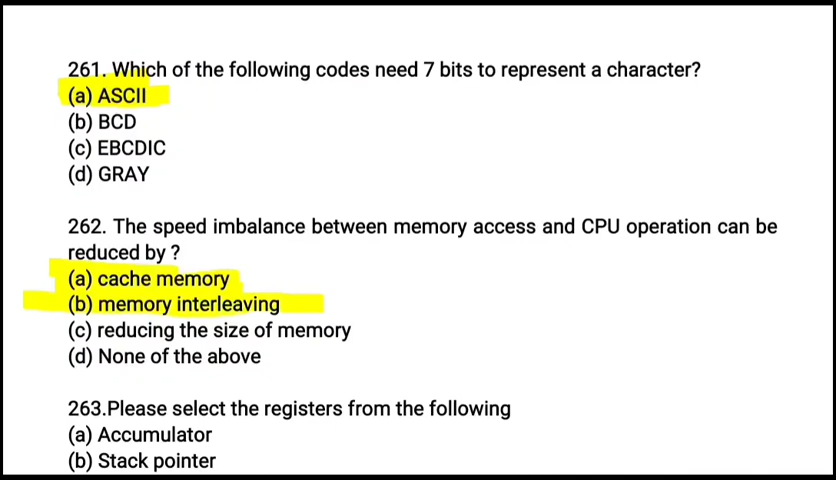 261. Which of the following codes need 7 bits to represent a character?
(a) ASCII
(b) BCD
(c) EBCDIC
(d) GRAY
262. The speed imbalance between memory access and CPU operation can be
reduced by ?
(a) cache memory
(b) memory interleaving
(c) reducing the size of memory
(d) None of the above
263.Please select the registers from the following
(a) Accumulator
(b) Stack pointer